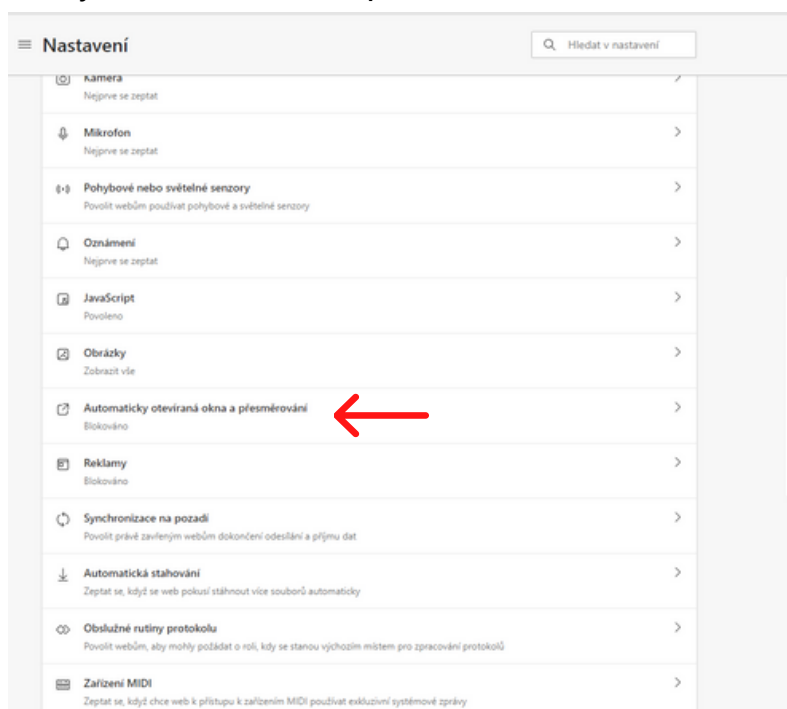 Nastavení
Hledat v nastavení
Kamera
Nejprve se zeptat
Mikrofon
Nejprve se zeptat
Pohybové nebo světelné senzory
Povolit webům používat pohybové a světelné senzory
Oznámení
Nejprve se zeptat
JavaScript
Povoleno
Obrázky
Zobrazit vše
Automaticky otevíraná okna a přesměrování
Blokováno
Reklamy
Blokováno
Synchronizace na pozadí
Povolit právě zavřeným webům dokončení odesílání a příjmu dat
Automatická stahování
Zeptat se, když se web pokusí stáhnout více souborů automaticky
Obslužné rutiny protokolu
Povolit webům, aby mohly požádat o roli, kdy se stanou výchozím místem pro zpracování protokolů
Zařízení MIDI
Zeptat se, když chce web k přístupu k zařízením MIDI používat exkluzivní systémové zprávy